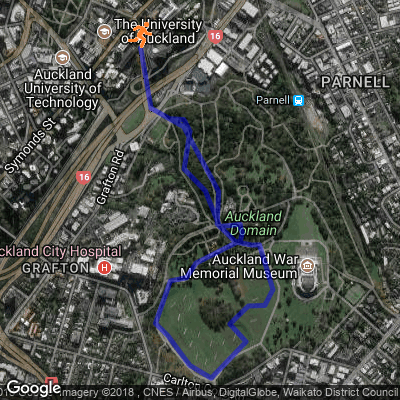 The University
of Auckland
16
Auckland
University of
Technology
PARNELL
Parnell
Symonds St
16
Grafton Rd
Auckland
Domain
ckland City Hospital
GRAFTON
H
Auckland War
Memorial Museum
Carlton
Google
Imagery ©2018 , CNES / Airbus, DigitalGlobe, Waikato District Council